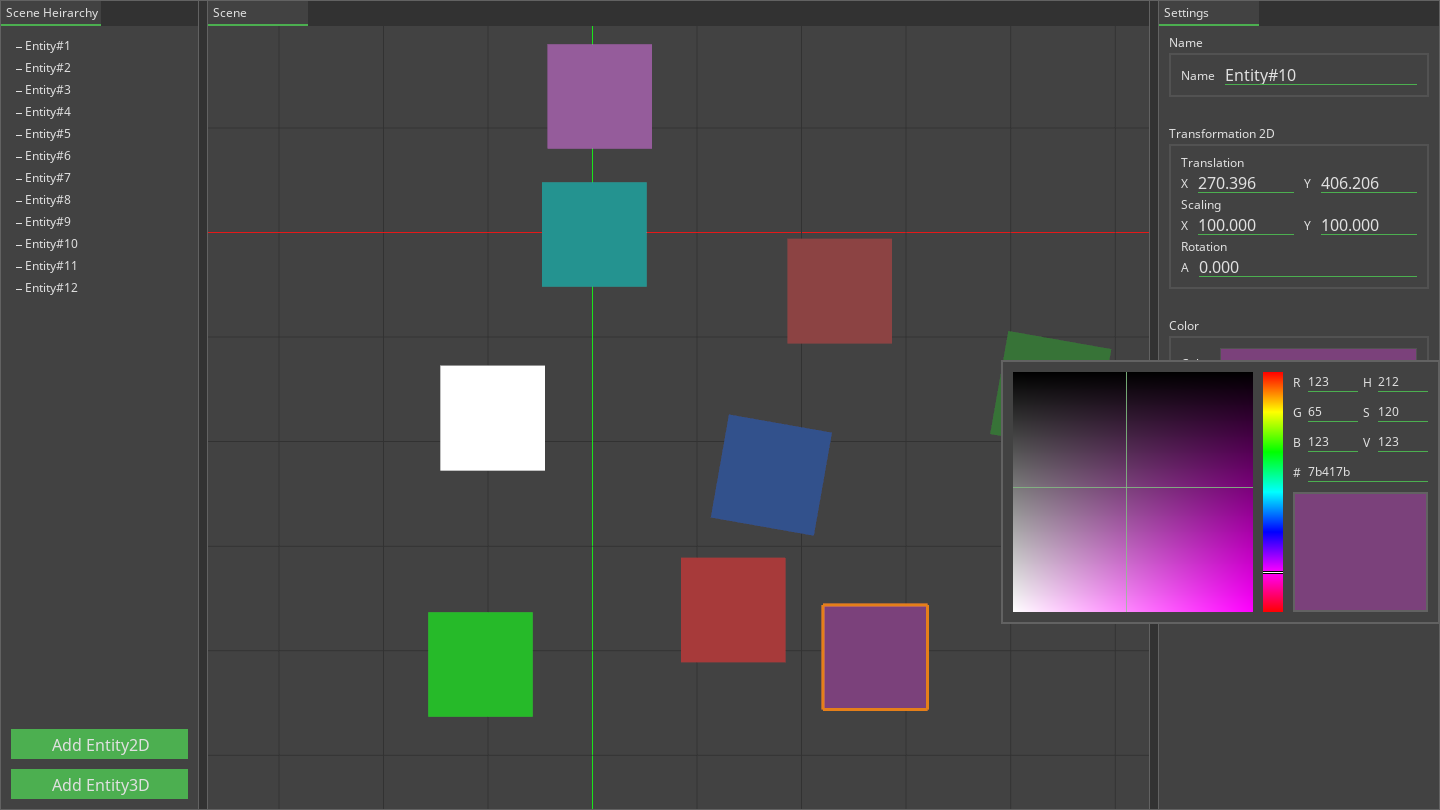 Scene Heirarchy
Scene
Settings
– Entity#1
– Entity#2
– Entity#3
– Entity#4
– Entity#5
– Entity#6
– Entity#7
– Entity#8
– Entity#9
– Entity#10
– Entity#11
– Entity#12
Add Entity2D
Add Entity3D
Name
Name Entity#10
Transformation 2D
Translation
X 270.396 Y 406.206
Scaling
X 100.000 Y 100.000
Rotation
A 0.000
Color
R 123 H 212
G 65 S 120
B 123 V 123
# 7b417b